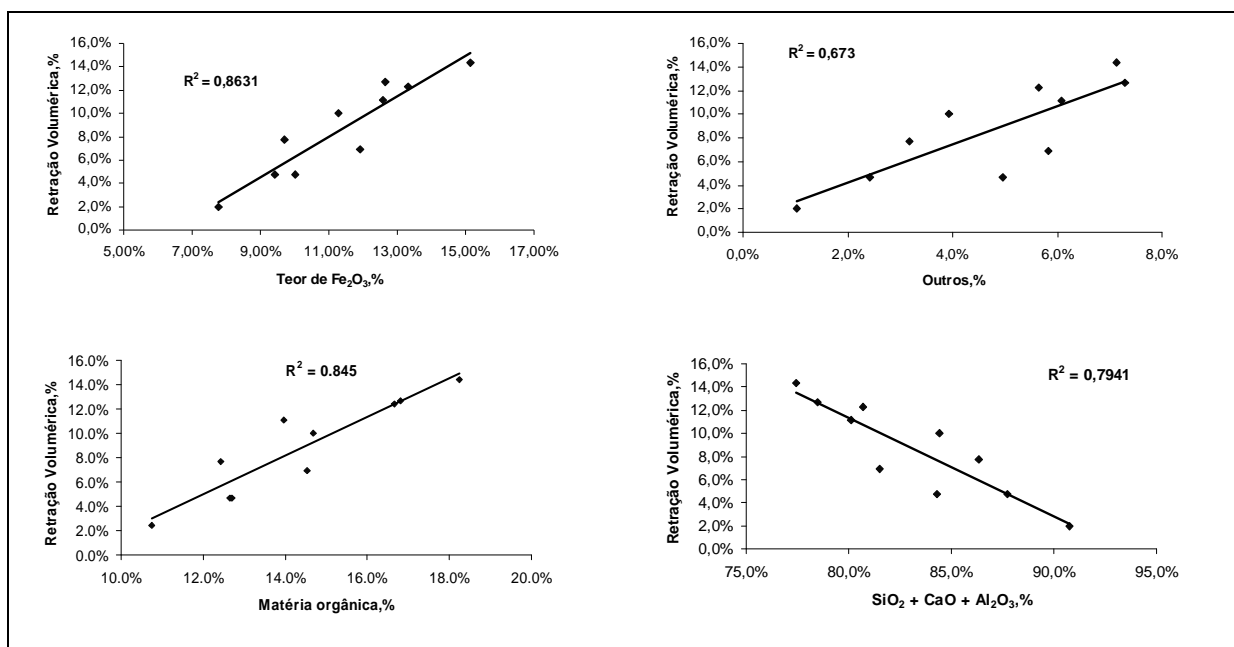 R² = 0,8631
Retração Volumérica,%
16,0%
14,0%
12,0%
10,0%
8,0%
6,0%
4,0%
2,0%
0,0%
5,00% 7,00% 9,00% 11,00% 13,00% 15,00% 17,00%
Teor de Fe₂O₃,%
R² = 0,673
Retração Volumérica,%
16,0%
14,0%
12,0%
10,0%
8,0%
6,0%
4,0%
2,0%
0,0%
0,0% 2,0% 4,0% 6,0% 8,0%
Outros,%
R² = 0.845
Retração Volumérica,%
16.0%
14.0%
12.0%
10.0%
8.0%
6.0%
4.0%
2.0%
0.0%
10.0% 12.0% 14.0% 16.0% 18.0% 20.0%
Matéria orgânica,%
R² = 0,7941
Retração Volumérica,%
16,0%
14,0%
12,0%
10,0%
8,0%
6,0%
4,0%
2,0%
0,0%
75,0% 80,0% 85,0% 90,0% 95,0%
SiO₂ + CaO + Al₂O₃,%